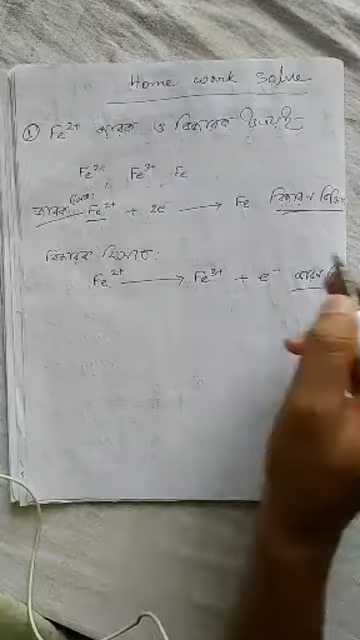 Home work Solve
① Fe²⁺ জারক ও বিজারক উভয়ই
Fe²⁺, Fe³⁺, Fe
জারক হিসাবে: Fe²⁺ + 2e⁻ ⟶ Fe বিজারণ
বিজারক হিসাবে:
Fe²⁺ ⟶ Fe³⁺ + e⁻ জারণ